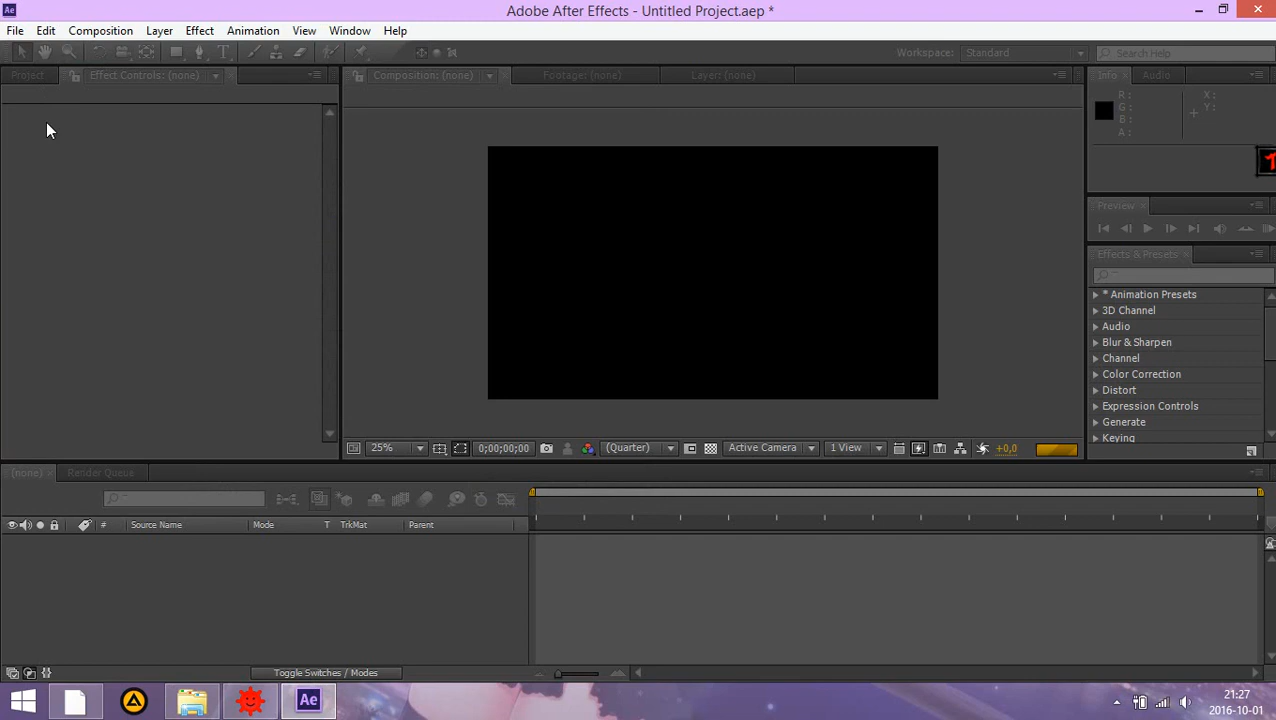 Adobe After Effects - Untitled Project.aep *
File Edit Composition Layer Effect Animation View Window Help
Workspace: Standard Search Help
Project Effect Controls: (none) Composition: (none) Footage: (none) Layer: (none) Info Audio
R : X :
G : Y :
B :
A :
Preview
Effects & Presets
* Animation Presets
3D Channel
Audio
Blur & Sharpen
Channel
Color Correction
Distort
Expression Controls
Generate
Keying
25% 0;00;00;00 (Quarter) Active Camera 1 View +0,0
(none) Render Queue
# Source Name Mode T TrkMat Parent
Toggle Switches / Modes
Ae
21:27
2016-10-01